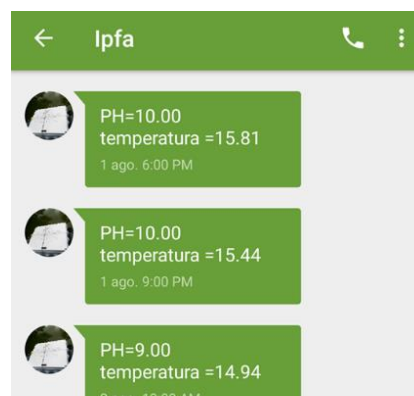 Ipfa
PH=10.00
temperatura =15.81
1 ago. 6:00 PM
PH=10.00
temperatura =15.44
1 ago. 9:00 PM
PH=9.00
temperatura =14.94